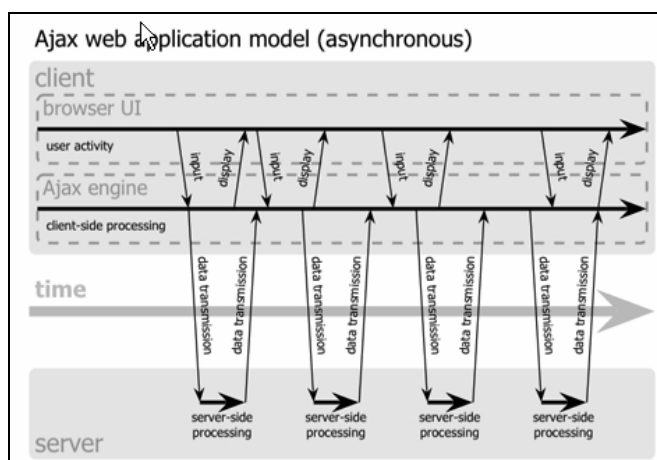 Ajax web application model (asynchronous)
client
browser UI
user activity
input
display
input
display
input
display
input
display
Ajax engine
client-side processing
data transmission
data transmission
data transmission
data transmission
data transmission
data transmission
data transmission
data transmission
time
server-side
processing
server-side
processing
server-side
processing
server-side
processing
server